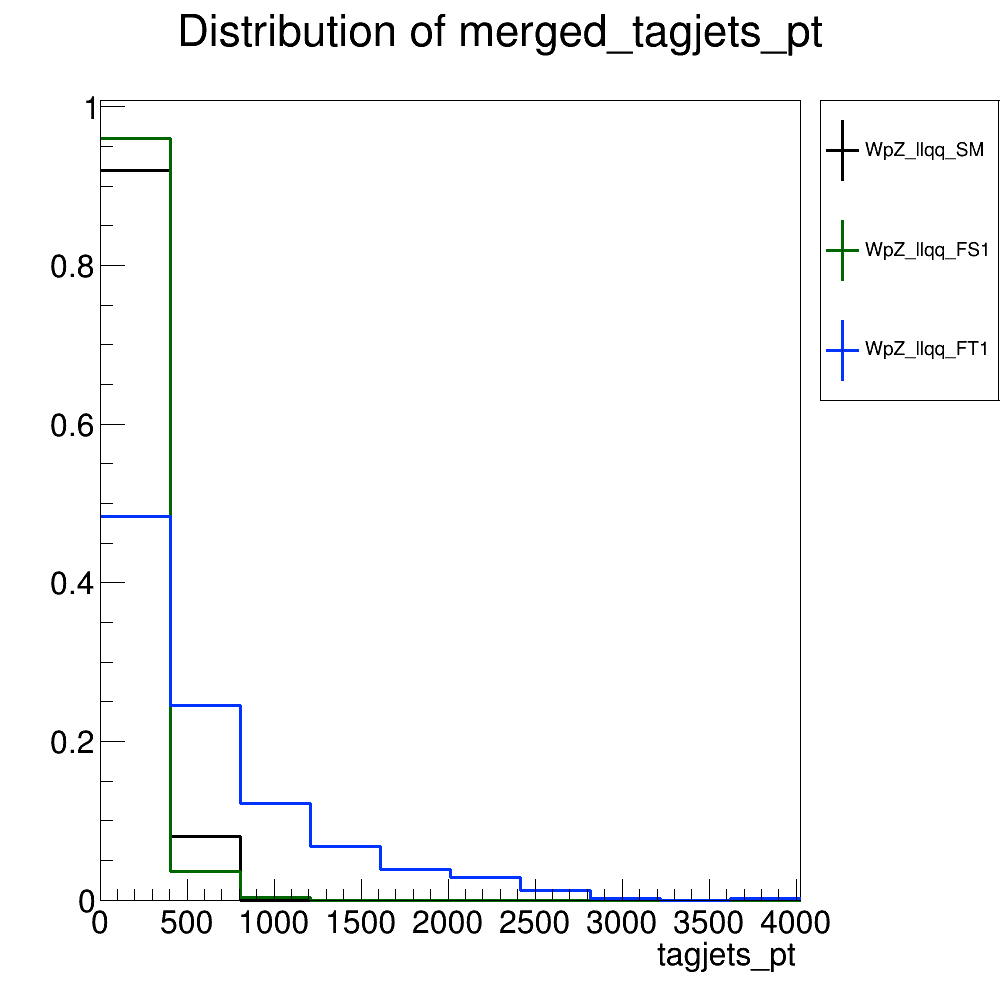 Distribution of merged_tagjets_pt
1
0.8
0.6
0.4
0.2
0
0 500 1000 1500 2000 2500 3000 3500 4000
tagjets_pt
WpZ_llqq_SM
WpZ_llqq_FS1
WpZ_llqq_FT1